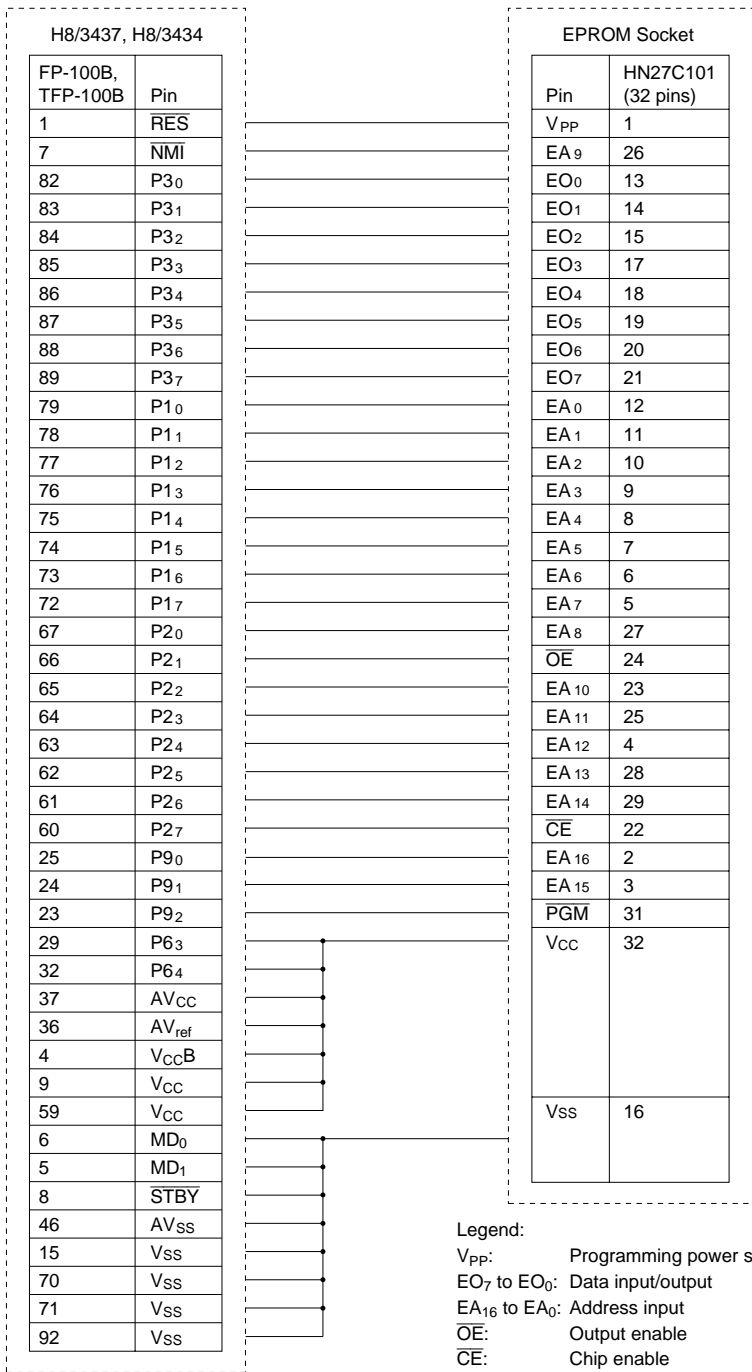 H8/3437, H8/3434
FP-100B, TFP-100B Pin
1 R̅E̅S̅
7 N̅M̅I̅
82 P3₀
83 P3₁
84 P3₂
85 P3₃
86 P3₄
87 P3₅
88 P3₆
89 P3₇
79 P1₀
78 P1₁
77 P1₂
76 P1₃
75 P1₄
74 P1₅
73 P1₆
72 P1₇
67 P2₀
66 P2₁
65 P2₂
64 P2₃
63 P2₄
62 P2₅
61 P2₆
60 P2₇
25 P9₀
24 P9₁
23 P9₂
29 P6₃
32 P6₄
37 AVCC
36 AVref
4 VCCB
9 VCC
59 VCC
6 MD₀
5 MD₁
8 S̅T̅B̅Y̅
46 AVSS
15 VSS
70 VSS
71 VSS
92 VSS
EPROM Socket
Pin HN27C101 (32 pins)
VPP 1
EA₉ 26
EO₀ 13
EO₁ 14
EO₂ 15
EO₃ 17
EO₄ 18
EO₅ 19
EO₆ 20
EO₇ 21
EA₀ 12
EA₁ 11
EA₂ 10
EA₃ 9
EA₄ 8
EA₅ 7
EA₆ 6
EA₇ 5
EA₈ 27
O̅E̅ 24
EA₁₀ 23
EA₁₁ 25
EA₁₂ 4
EA₁₃ 28
EA₁₄ 29
C̅E̅ 22
EA₁₆ 2
EA₁₅ 3
P̅G̅M̅ 31
VCC 32
VSS 16
Legend:
VPP: Programming power s
EO₇ to EO₀: Data input/output
EA₁₆ to EA₀: Address input
O̅E̅: Output enable
C̅E̅: Chip enable